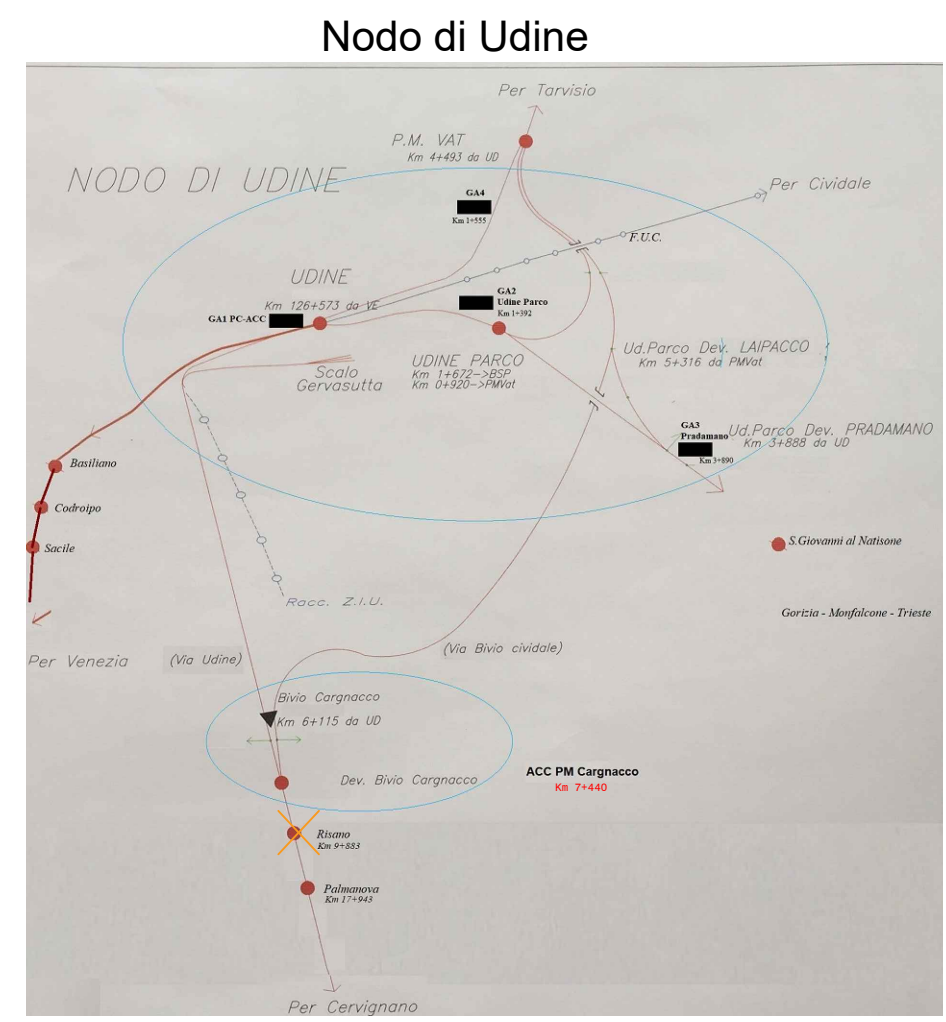 Nodo di Udine
Per Tarvisio
P.M. VAT
Km 4+493 da UD
NODO DI UDINE
GA4
Km 1+555
Per Cividale
F.U.C.
UDINE
Km 126+573 da VE
GA1 PC-ACC
GA2
Udine Parco
Km 1+392
UDINE PARCO
Km 1+672->BSP
Km 0+920->PMVat
Scalo
Gervasutta
Ud.Parco Dev. LAIPACCO
Km 5+316 da PMVat
GA3
Pradamano
Km 3+890
Ud.Parco Dev. PRADAMANO
Km 3+888 da UD
Basiliano
Codroipo
Sacile
S.Giovanni al Natisone
Racc. Z.I.U.
Gorizia - Monfalcone - Trieste
Per Venezia
(Via Udine)
(Via Bivio cividale)
Bivio Cargnacco
Km 6+115 da UD
Dev. Bivio Cargnacco
ACC PM Cargnacco
Km 7+440
Risano
Km 9+883
Palmanova
Km 17+943
Per Cervignano